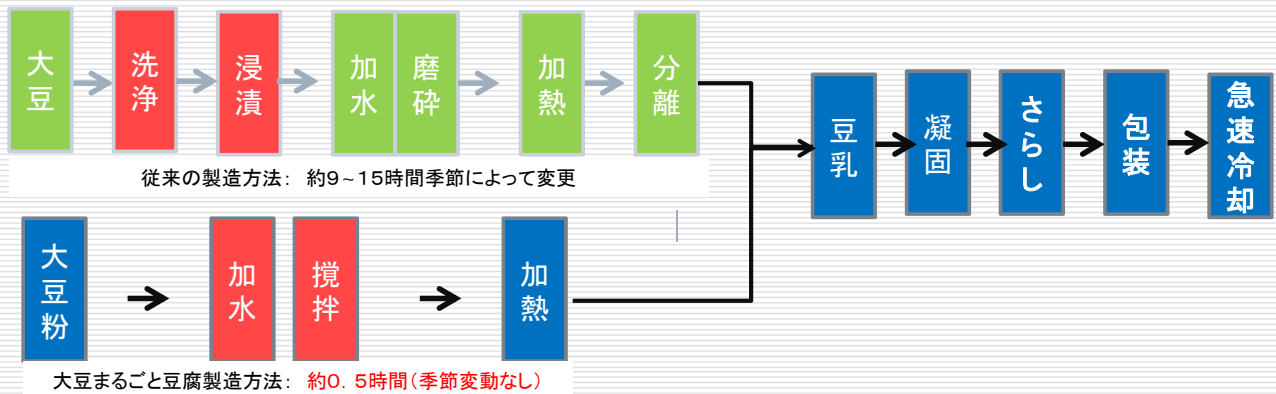 大豆
洗浄
浸漬
加水
磨砕
加熱
分離
従来の製造方法： 約9~15時間季節によって変更
大豆粉
加水
撹拌
加熱
大豆まるごと豆腐製造方法： 約0．5時間（季節変動なし）
豆乳
凝固
さらし
包装
急速冷却